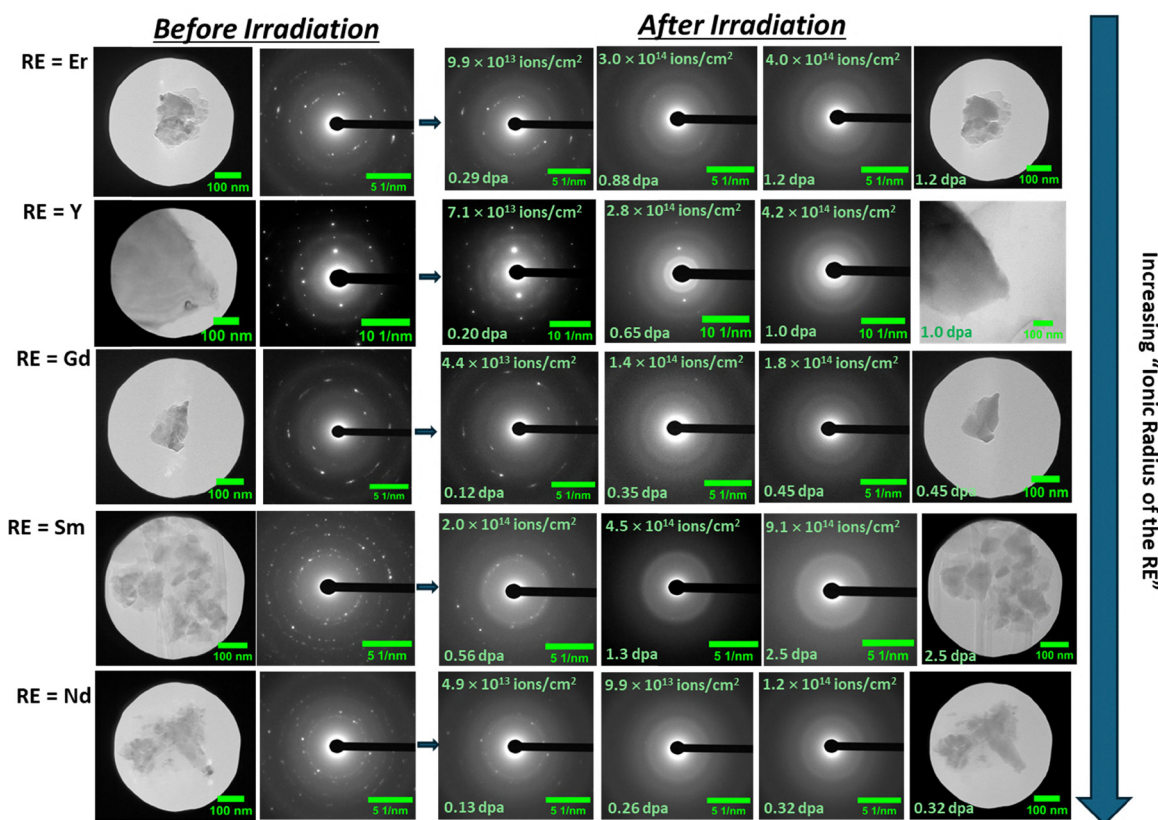 Before Irradiation
After Irradiation
RE = Er
100 nm
5 1/nm
9.9 × 10¹³ ions/cm²
0.29 dpa
5 1/nm
3.0 × 10¹⁴ ions/cm²
0.88 dpa
5 1/nm
4.0 × 10¹⁴ ions/cm²
1.2 dpa
5 1/nm
1.2 dpa
100 nm
RE = Y
100 nm
10 1/nm
7.1 × 10¹³ ions/cm²
0.20 dpa
10 1/nm
2.8 × 10¹⁴ ions/cm²
0.65 dpa
10 1/nm
4.2 × 10¹⁴ ions/cm²
1.0 dpa
10 1/nm
1.0 dpa
100 nm
RE = Gd
100 nm
5 1/nm
4.4 × 10¹³ ions/cm²
0.12 dpa
5 1/nm
1.4 × 10¹⁴ ions/cm²
0.35 dpa
5 1/nm
1.8 × 10¹⁴ ions/cm²
0.45 dpa
5 1/nm
0.45 dpa
100 nm
RE = Sm
100 nm
5 1/nm
2.0 × 10¹⁴ ions/cm²
0.56 dpa
5 1/nm
4.5 × 10¹⁴ ions/cm²
1.3 dpa
5 1/nm
9.1 × 10¹⁴ ions/cm²
2.5 dpa
5 1/nm
2.5 dpa
100 nm
RE = Nd
100 nm
5 1/nm
4.9 × 10¹³ ions/cm²
0.13 dpa
5 1/nm
9.9 × 10¹³ ions/cm²
0.26 dpa
5 1/nm
1.2 × 10¹⁴ ions/cm²
0.32 dpa
5 1/nm
0.32 dpa
100 nm
Increasing “Ionic Radius of the RE”